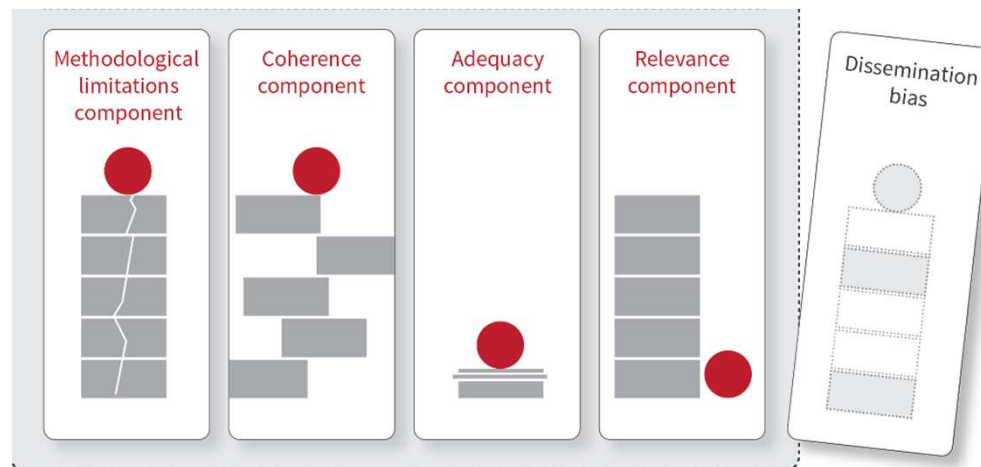 Methodological
limitations
component
Coherence
component
Adequacy
component
Relevance
component
Dissemination
bias